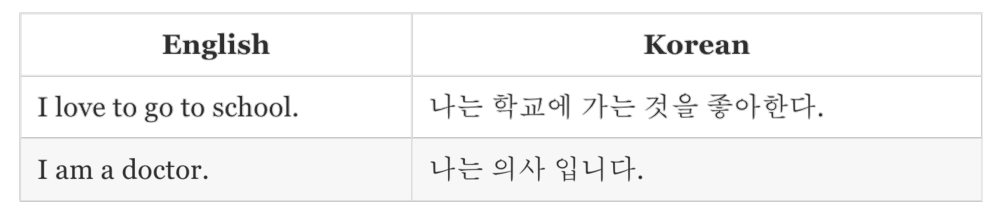 English Korean
I love to go to school. 나는 학교에 가는 것을 좋아한다.
I am a doctor. 나는 의사 입니다.